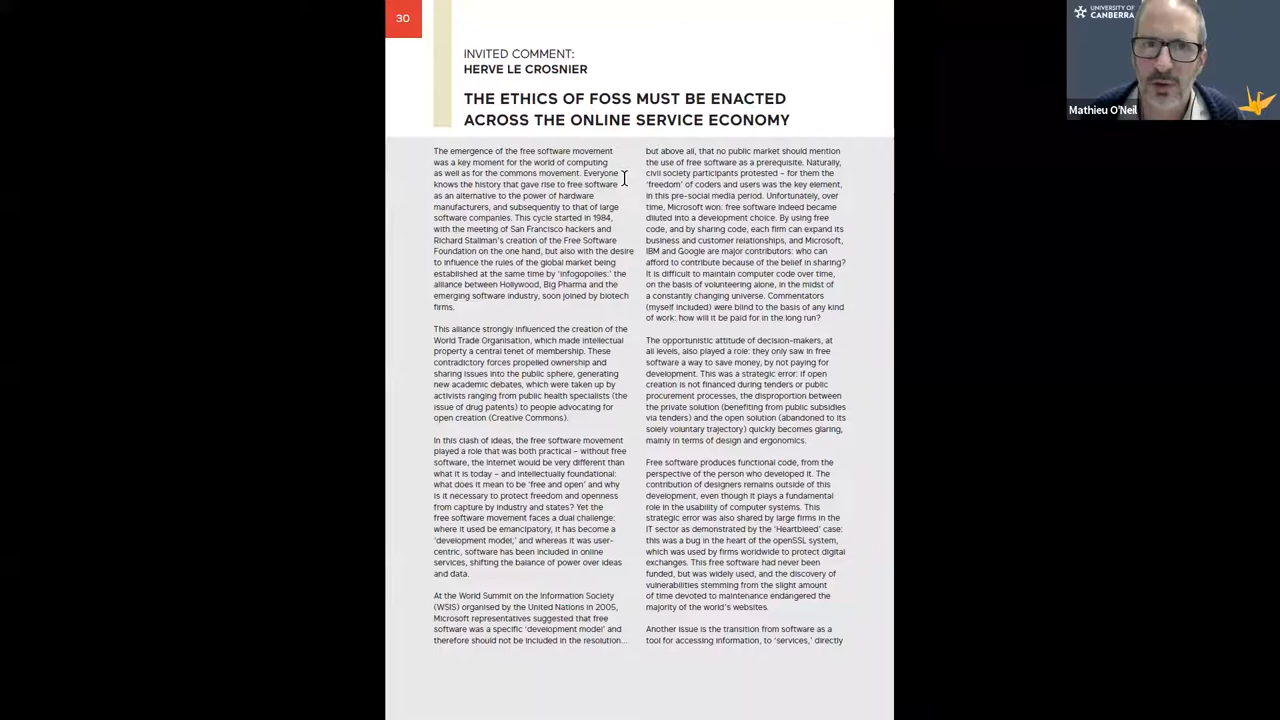 30
INVITED COMMENT:
HERVE LE CROSNIER
THE ETHICS OF FOSS MUST BE ENACTED
ACROSS THE ONLINE SERVICE ECONOMY
The emergence of the free software movement
was a key moment for the world of computing
as well as for the commons movement. Everyone
knows the history that gave rise to free software
as an alternative to the power of hardware
manufacturers, and subsequently to that of large
software companies. This cycle started in 1984,
with the meeting of San Francisco hackers and
Richard Stallman's creation of the Free Software
Foundation on the one hand, but also with the desire
to influence the rules of the global market being
established at the same time by 'infogopolies:' the
alliance between Hollywood, Big Pharma and the
emerging software industry, soon joined by biotech
firms.
This alliance strongly influenced the creation of the
World Trade Organisation, which made intellectual
property a central tenet of membership. These
contradictory forces propelled ownership and
sharing issues into the public sphere, generating
new academic debates, which were taken up by
activists ranging from public health specialists (the
issue of drug patents) to people advocating for
open creation (Creative Commons).
In this clash of ideas, the free software movement
played a role that was both practical – without free
software, the internet would be very different than
what it is today – and intellectually foundational:
what does it mean to be 'free and open' and why
is it necessary to protect freedom and openness
from capture by industry and states? Yet the
free software movement faces a dual challenge:
where it used be emancipatory, it has become a
'development model;' and whereas it was user-
centric, software has been included in online
services, shifting the balance of power over ideas
and data.
At the World Summit on the Information Society
(WSIS) organised by the United Nations in 2005,
Microsoft representatives suggested that free
software was a specific 'development model' and
therefore should not be included in the resolution...
but above all, that no public market should mention
the use of free software as a prerequisite. Naturally,
civil society participants protested – for them the
'freedom' of coders and users was the key element,
in this pre-social media period. Unfortunately, over
time, Microsoft won: free software indeed became
diluted into a development choice. By using free
code, and by sharing code, each firm can expand its
business and customer relationships, and Microsoft,
IBM and Google are major contributors: who can
afford to contribute because of the belief in sharing?
It is difficult to maintain computer code over time,
on the basis of volunteering alone, in the midst of
a constantly changing universe. Commentators
(myself included) were blind to the basis of any kind
of work: how will it be paid for in the long run?
The opportunistic attitude of decision-makers, at
all levels, also played a role: they only saw in free
software a way to save money, by not paying for
development. This was a strategic error: if open
creation is not financed during tenders or public
procurement processes, the disproportion between
the private solution (benefiting from public subsidies
via tenders) and the open solution (abandoned to its
solely voluntary trajectory) quickly becomes glaring,
mainly in terms of design and ergonomics.
Free software produces functional code, from the
perspective of the person who developed it. The
contribution of designers remains outside of this
development, even though it plays a fundamental
role in the usability of computer systems. This
strategic error was also shared by large firms in the
IT sector as demonstrated by the 'Heartbleed' case:
this was a bug in the heart of the openSSL system,
which was used by firms worldwide to protect digital
exchanges. This free software had never been
funded, but was widely used, and the discovery of
vulnerabilities stemming from the slight amount
of time devoted to maintenance endangered the
majority of the world's websites.
Another issue is the transition from software as a
tool for accessing information, to 'services,' directly
UNIVERSITY OF
CANBERRA
Mathieu O'Neil